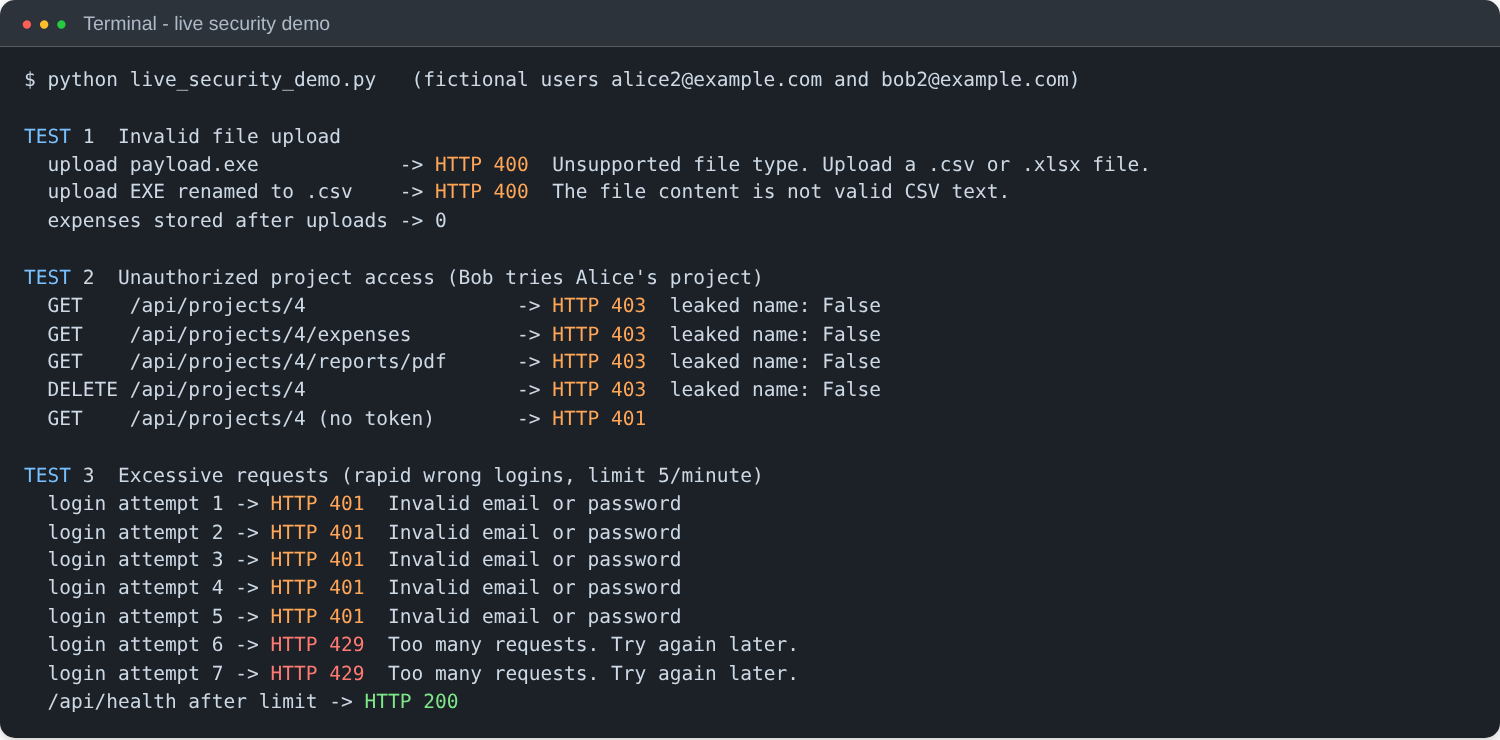 Terminal - live security demo
$ python live_security_demo.py   (fictional users alice2@example.com and bob2@example.com)
TEST 1  Invalid file upload
  upload payload.exe            -> HTTP 400  Unsupported file type. Upload a .csv or .xlsx file.
  upload EXE renamed to .csv    -> HTTP 400  The file content is not valid CSV text.
  expenses stored after uploads -> 0
TEST 2  Unauthorized project access (Bob tries Alice's project)
  GET    /api/projects/4                  -> HTTP 403  leaked name: False
  GET    /api/projects/4/expenses         -> HTTP 403  leaked name: False
  GET    /api/projects/4/reports/pdf      -> HTTP 403  leaked name: False
  DELETE /api/projects/4                  -> HTTP 403  leaked name: False
  GET    /api/projects/4 (no token)       -> HTTP 401
TEST 3  Excessive requests (rapid wrong logins, limit 5/minute)
  login attempt 1 -> HTTP 401  Invalid email or password
  login attempt 2 -> HTTP 401  Invalid email or password
  login attempt 3 -> HTTP 401  Invalid email or password
  login attempt 4 -> HTTP 401  Invalid email or password
  login attempt 5 -> HTTP 401  Invalid email or password
  login attempt 6 -> HTTP 429  Too many requests. Try again later.
  login attempt 7 -> HTTP 429  Too many requests. Try again later.
  /api/health after limit -> HTTP 200